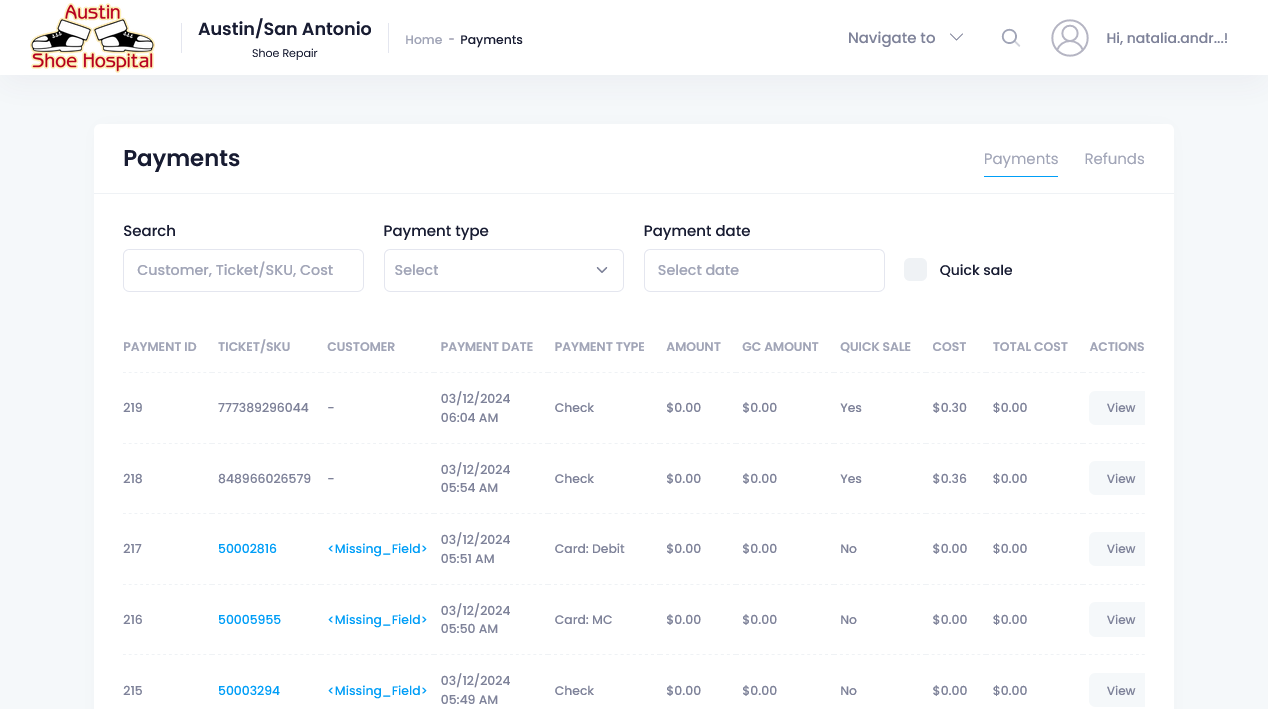 Austin
Shoe Hospital
Austin/San Antonio
Shoe Repair
Home - Payments
Navigate to
Hi, natalia.andr...!
Payments
Payments Refunds
Search Payment type Payment date
Customer, Ticket/SKU, Cost Select Select date Quick sale
PAYMENT ID TICKET/SKU CUSTOMER PAYMENT DATE PAYMENT TYPE AMOUNT GC AMOUNT QUICK SALE COST TOTAL COST ACTIONS
219 777389296044 - 03/12/2024 06:04 AM Check $0.00 $0.00 Yes $0.30 $0.00 View
218 848966026579 - 03/12/2024 05:54 AM Check $0.00 $0.00 Yes $0.36 $0.00 View
217 50002816 <Missing_Field> 03/12/2024 05:51 AM Card: Debit $0.00 $0.00 No $0.00 $0.00 View
216 50005955 <Missing_Field> 03/12/2024 05:50 AM Card: MC $0.00 $0.00 No $0.00 $0.00 View
215 50003294 <Missing_Field> 03/12/2024 05:49 AM Check $0.00 $0.00 No $0.00 $0.00 View